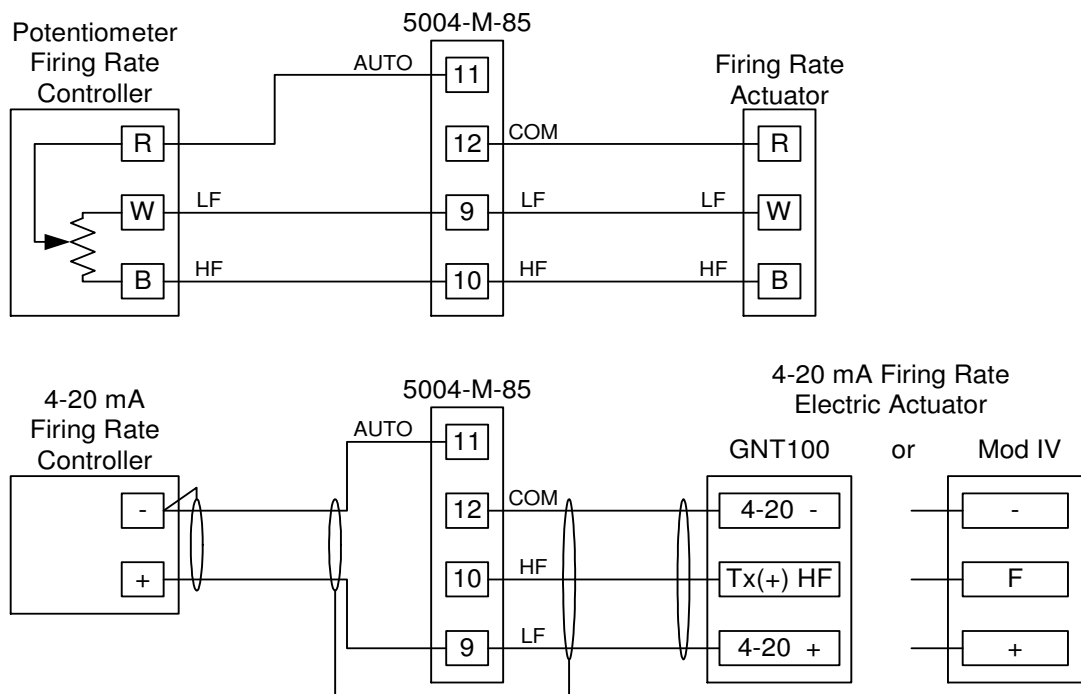 5004-M-85
Potentiometer
Firing Rate
Controller
AUTO
11
Firing Rate
Actuator
R
12
COM
R
W
LF
9
LF
LF
W
B
HF
10
HF
HF
B
4-20 mA
Firing Rate
Controller
5004-M-85
4-20 mA Firing Rate
Electric Actuator
AUTO
11
GNT100
or
Mod IV
-
12
COM
4-20 -
-
+
10
HF
Tx(+) HF
F
9
LF
4-20 +
+